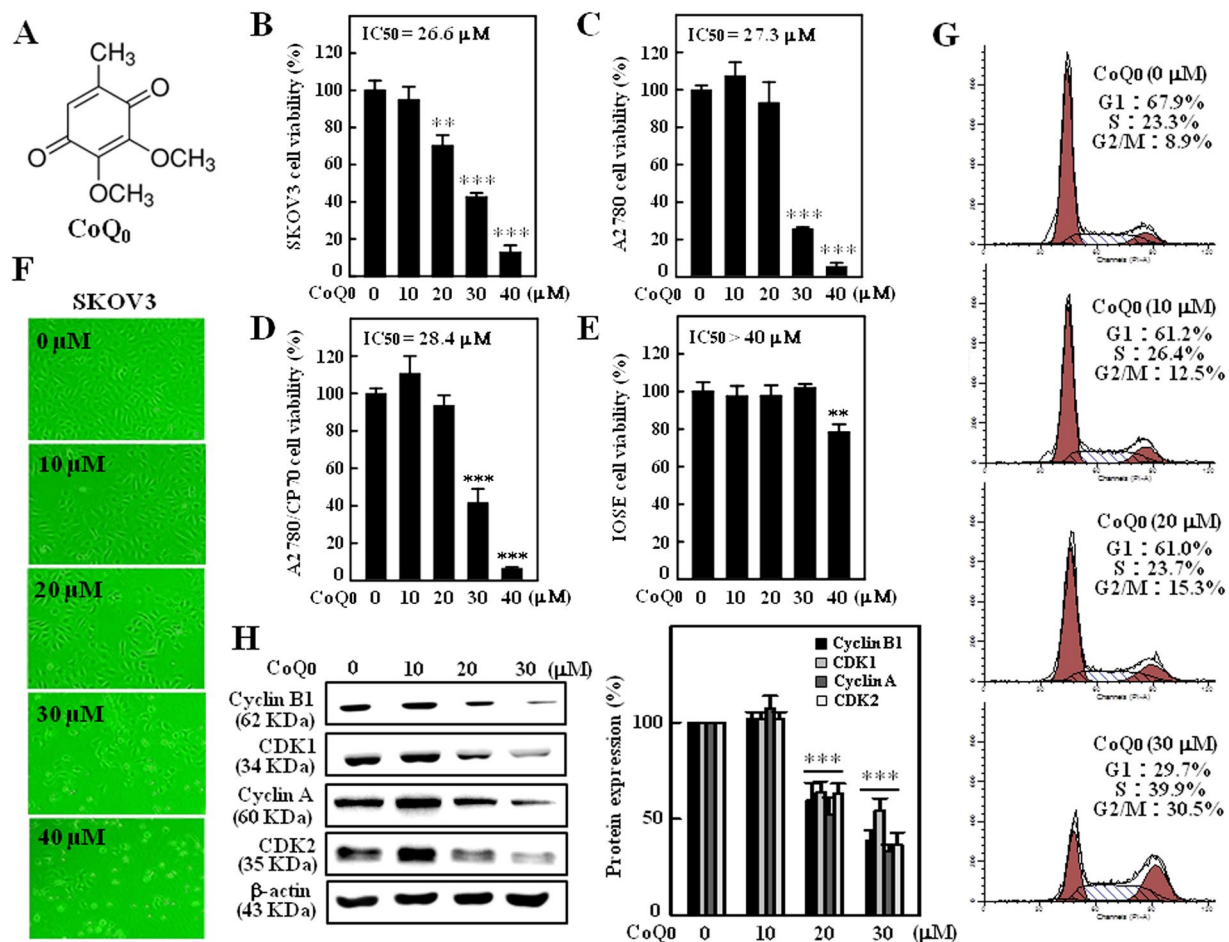 A
CH₃
O
O
OCH₃
OCH₃
CoQ₀
B
IC50 = 26.6 μM
SKOV3 cell viability (%)
120
100
80
60
40
20
0
**
***
***
CoQ0 0 10 20 30 40 (μM)
C
IC50 = 27.3 μM
A2780 cell viability (%)
120
100
80
60
40
20
0
***
***
CoQ0 0 10 20 30 40 (μM)
D
IC50 = 28.4 μM
A2780/CP70 cell viability (%)
120
100
80
60
40
20
0
***
***
CoQ0 0 10 20 30 40 (μM)
E
IC50 > 40 μM
IOSE cell viability (%)
120
100
80
60
40
80
0
**
CoQ0 0 10 20 30 40 (μM)
F
SKOV3
0 μM
10 μM
20 μM
30 μM
40 μM
G
CoQ0 (0 μM)
G1 : 67.9%
S : 23.3%
G2/M : 8.9%
Channels (PI-A)
CoQ0 (10 μM)
G1 : 61.2%
S : 26.4%
G2/M : 12.5%
Channels (PI-A)
CoQ0 (20 μM)
G1 : 61.0%
S : 23.7%
G2/M : 15.3%
Channels (PI-A)
CoQ0 (30 μM)
G1 : 29.7%
S : 39.9%
G2/M : 30.5%
Channels (PI-A)
H
CoQ0 0 10 20 30 (μM)
Cyclin B1
(62 KDa)
CDK1
(34 KDa)
Cyclin A
(60 KDa)
CDK2
(35 KDa)
β-actin
(43 KDa)
Protein expression (%)
100
50
0
Cyclin B1
CDK1
Cyclin A
CDK2
***
***
CoQ0 0 10 20 30 (μM)